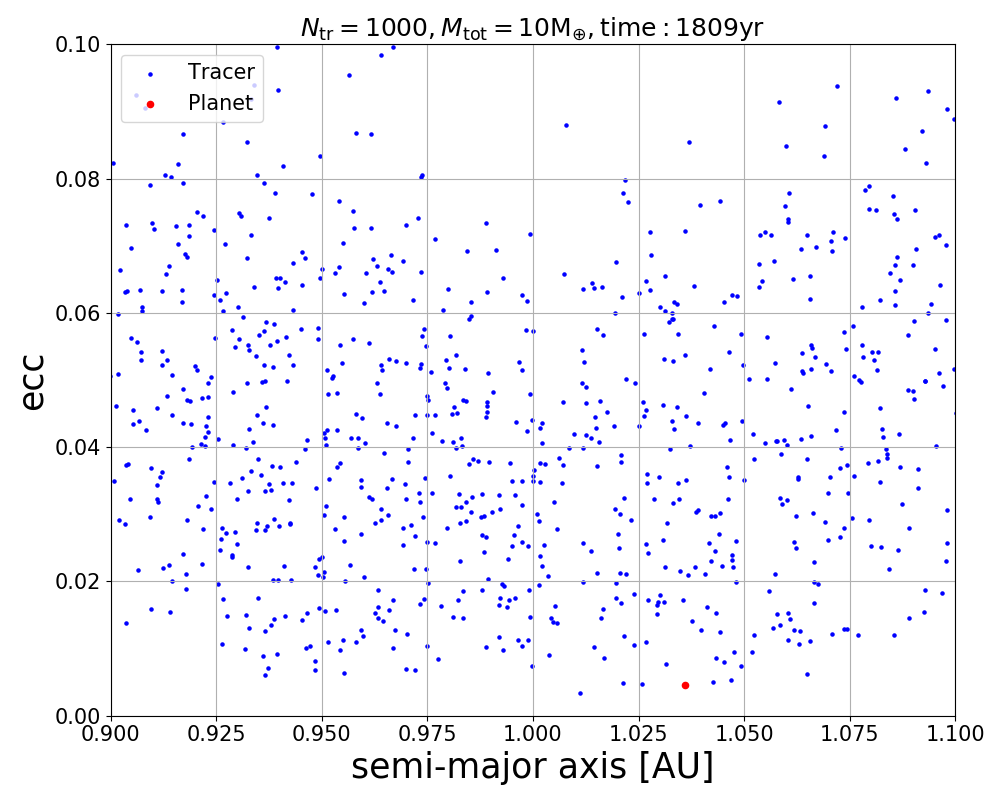 N_tr = 1000, M_tot = 10M_⊕, time : 1809yr
Tracer
Planet
ecc
0.10
0.08
0.06
0.04
0.02
0.00
0.900 0.925 0.950 0.975 1.000 1.025 1.050 1.075 1.100
semi-major axis [AU]